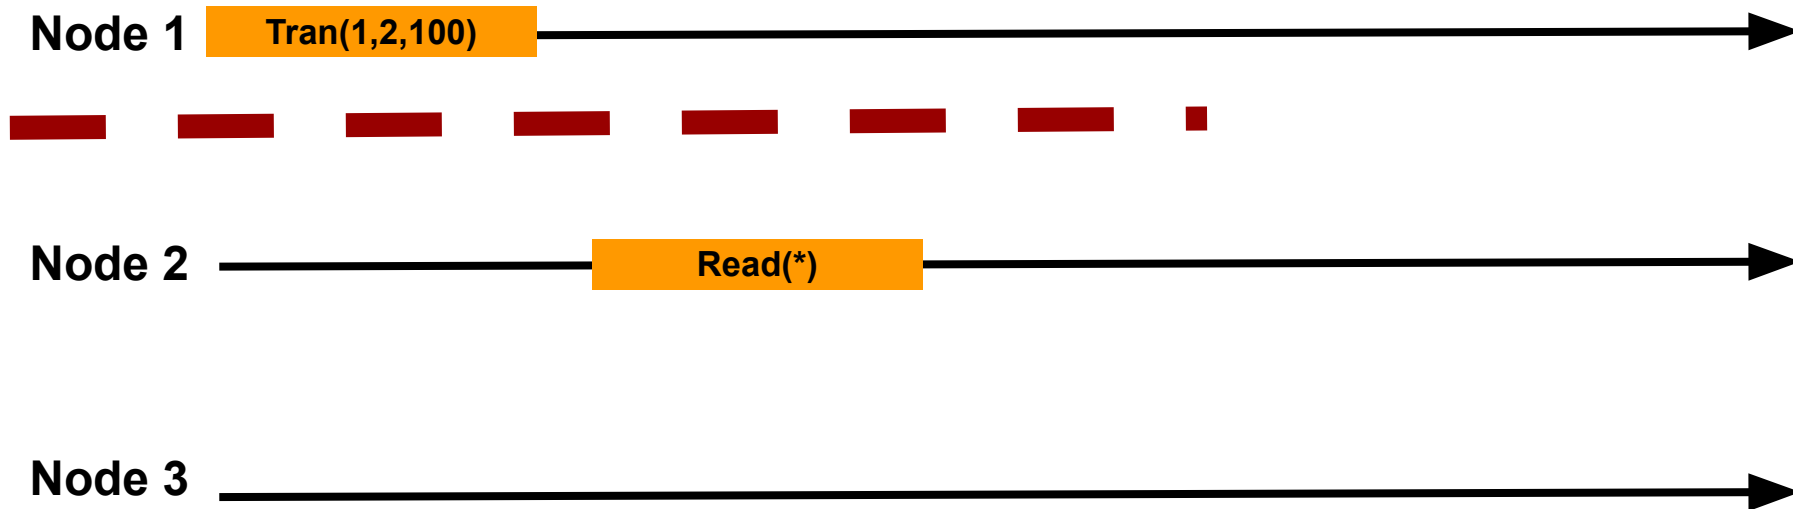 Node 1 Tran(1,2,100)
Node 2 Read(*)
Node 3